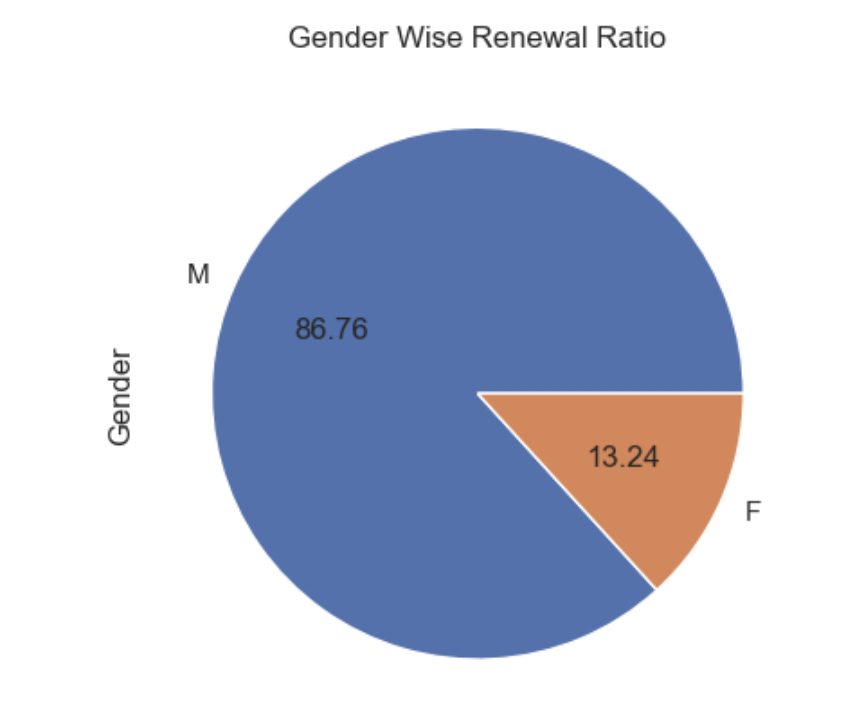 Gender Wise Renewal Ratio
M
86.76
Gender
13.24
F